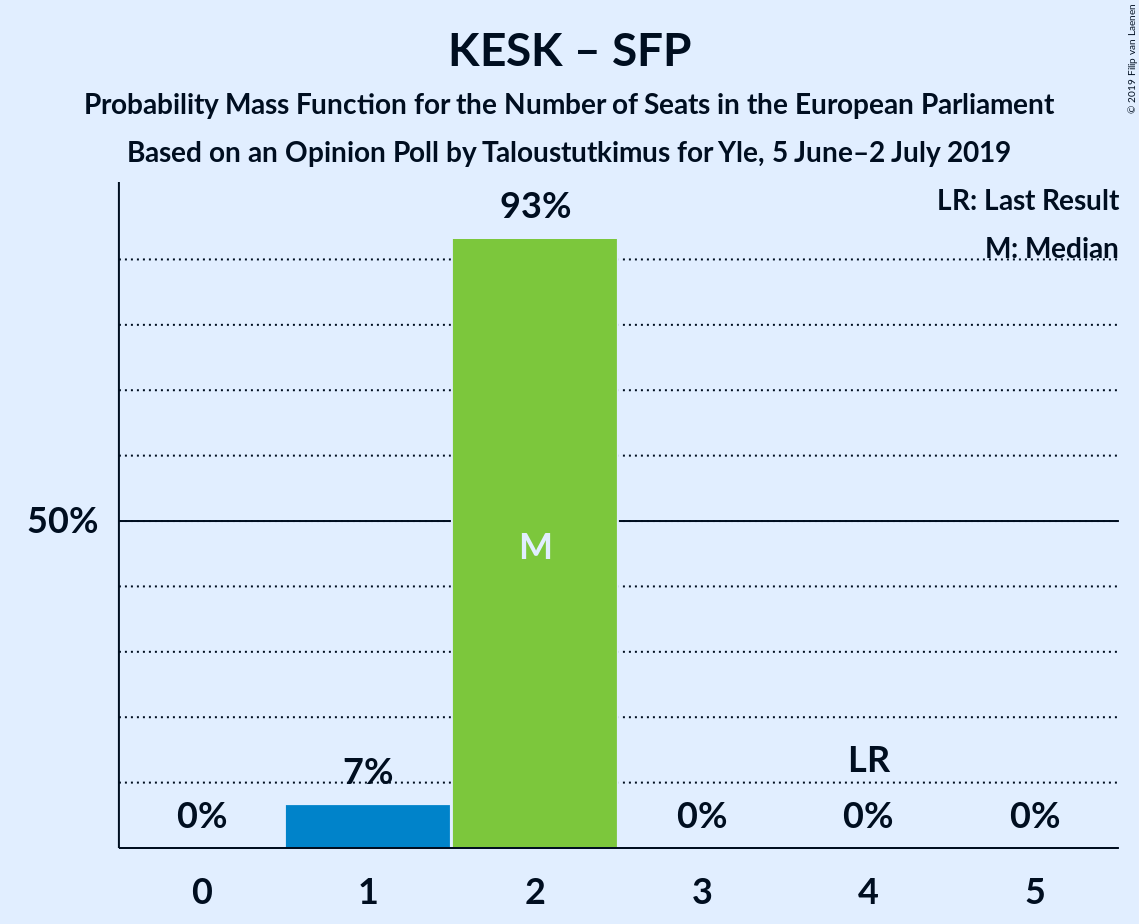 KESK – SFP
Probability Mass Function for the Number of Seats in the European Parliament
Based on an Opinion Poll by Taloustutkimus for Yle, 5 June–2 July 2019
© 2019 Filip van Laenen
LR: Last Result
M: Median
93%
50%
M
7%
LR
0%
0%
0%
0%
0 1 2 3 4 5